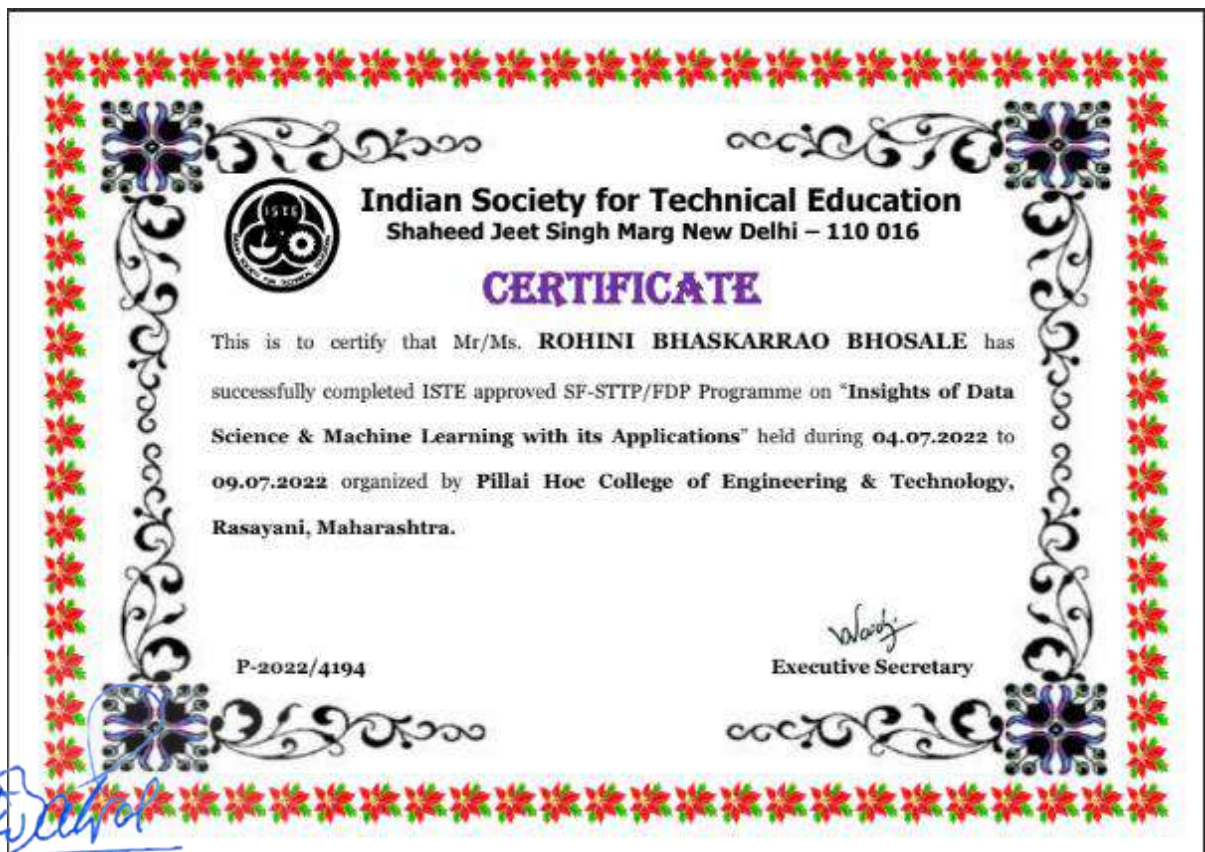 ISTE
Indian Society for Technical Education
Shaheed Jeet Singh Marg New Delhi – 110 016
CERTIFICATE
This is to certify that Mr/Ms. ROHINI BHASKARRAO BHOSALE has
successfully completed ISTE approved SF-STTP/FDP Programme on “Insights of Data
Science & Machine Learning with its Applications” held during 04.07.2022 to
09.07.2022 organized by Pillai Hoc College of Engineering & Technology,
Rasayani, Maharashtra.
P-2022/4194
Executive Secretary